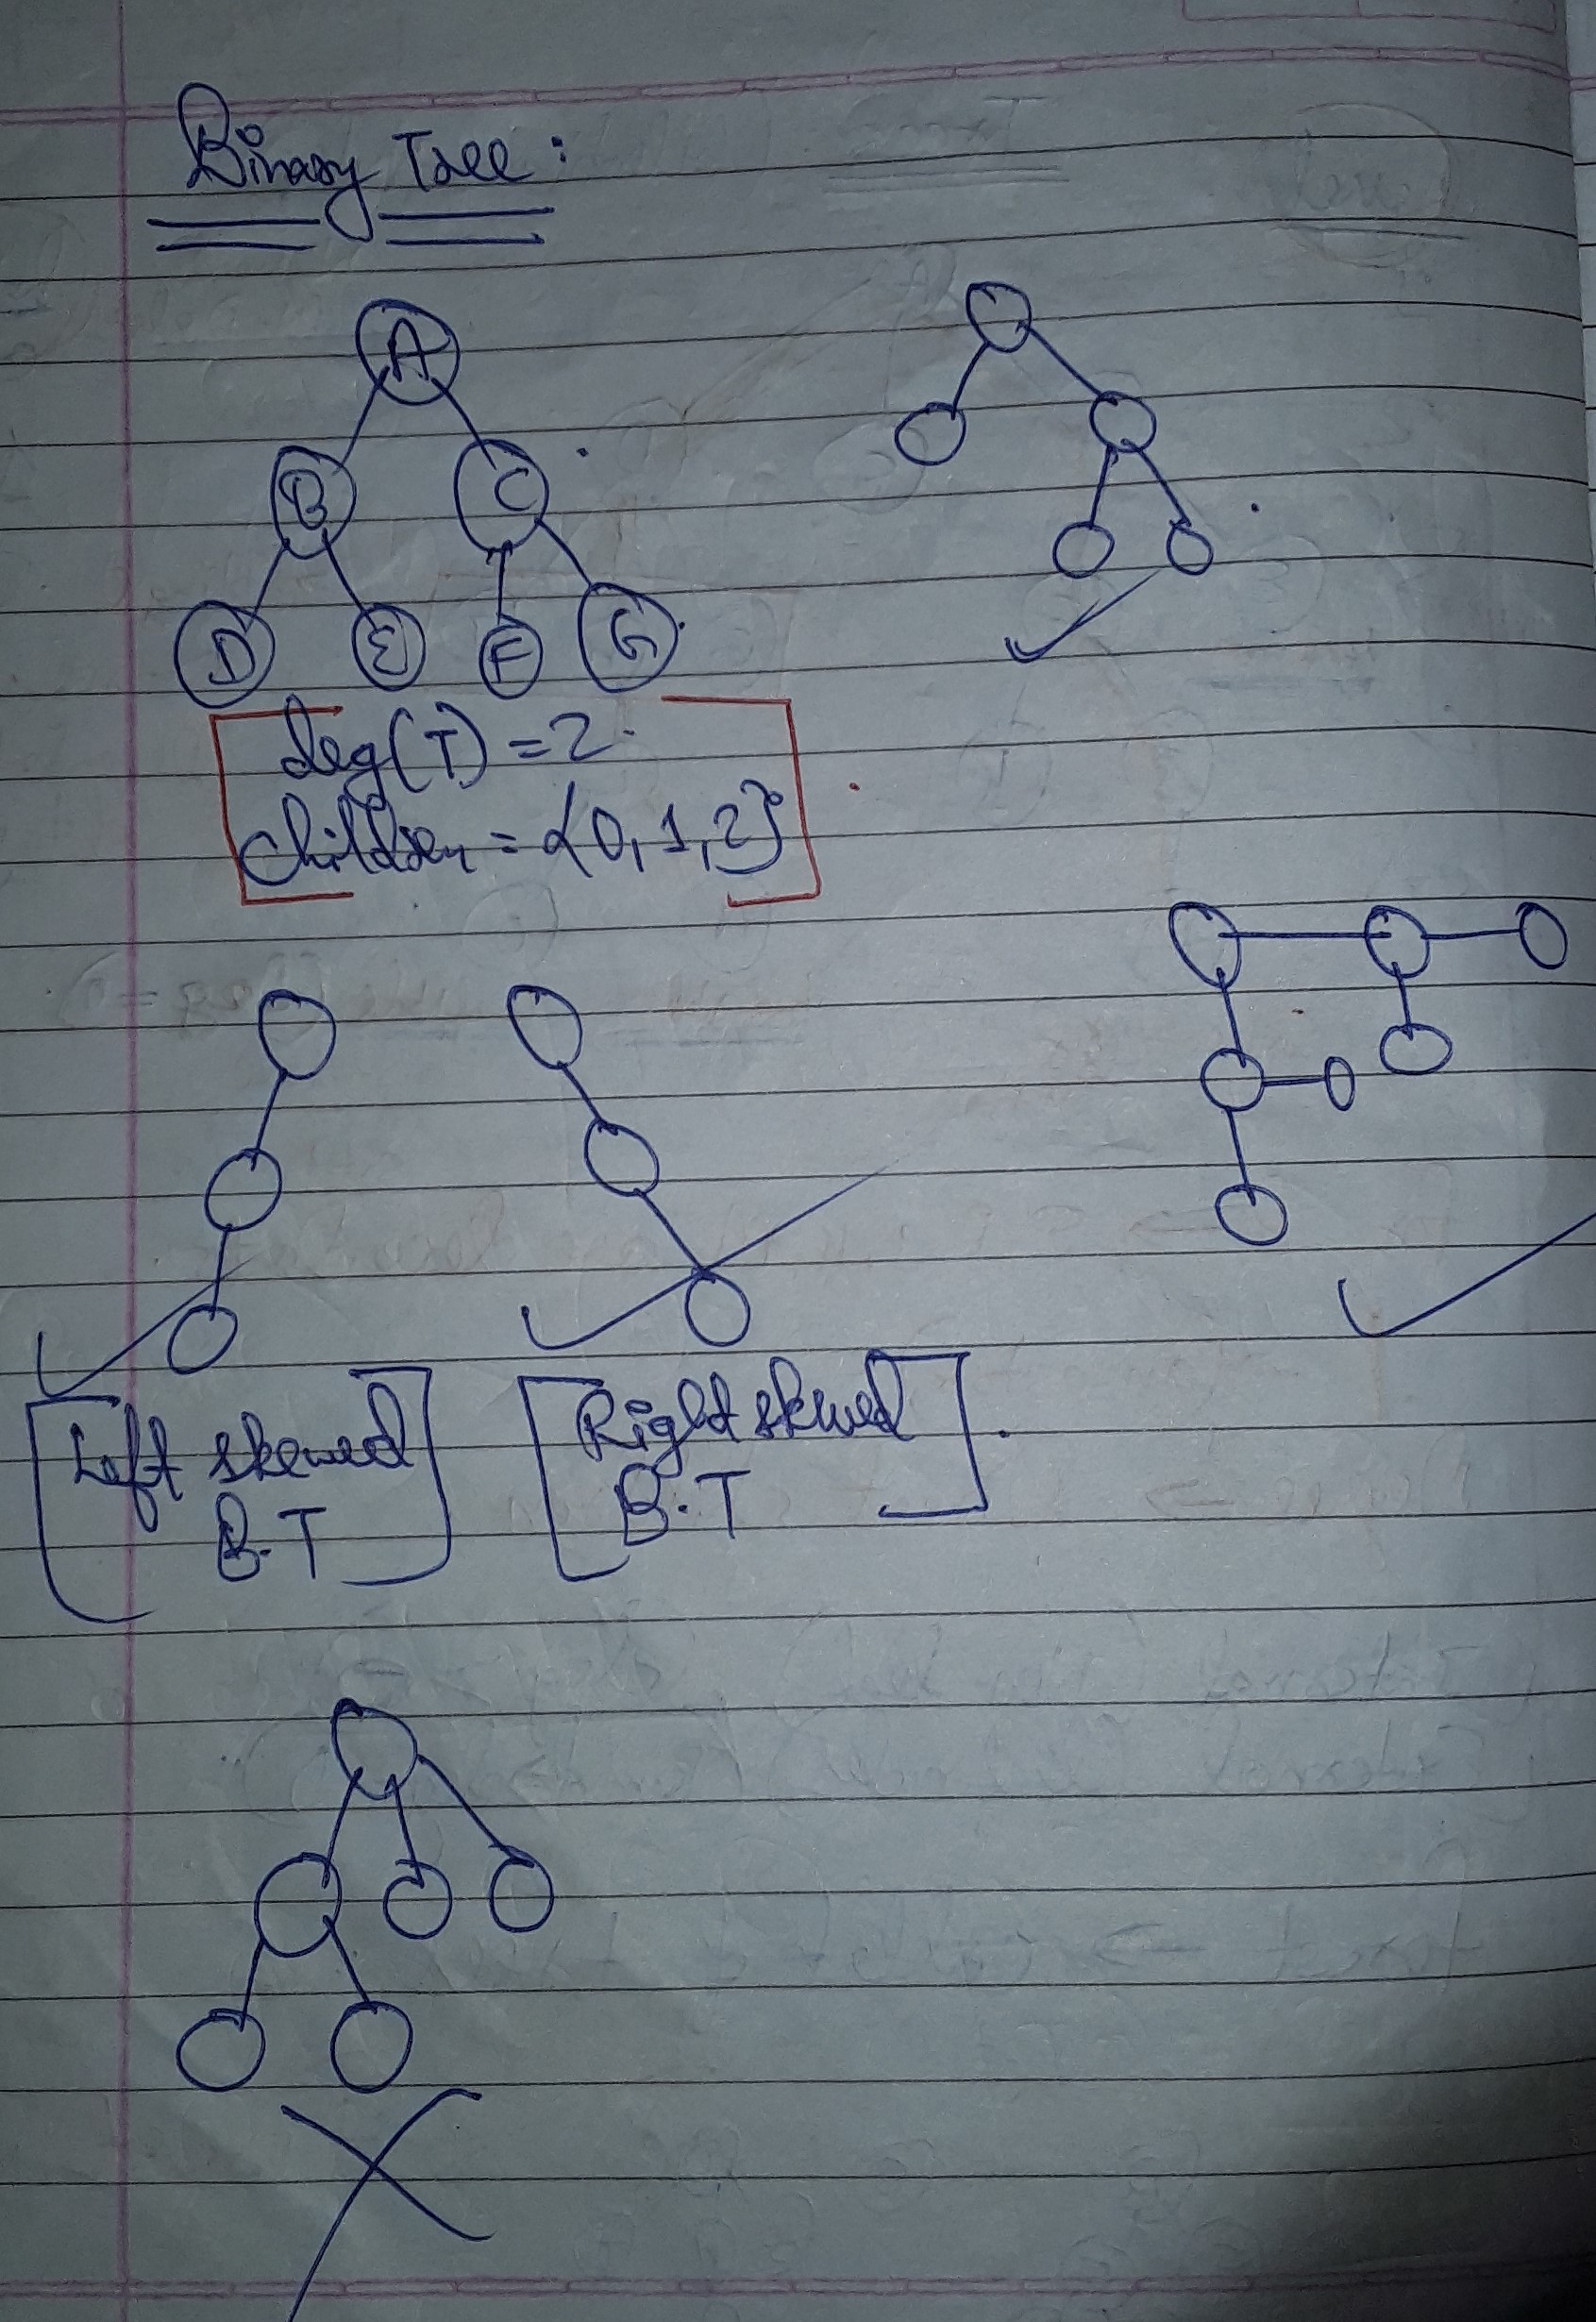 Binary Tree :
A
B C
D E F G
deg(T) = 2.
Children = {0, 1, 2}
Left skewed
B.T
Right skewed
B.T